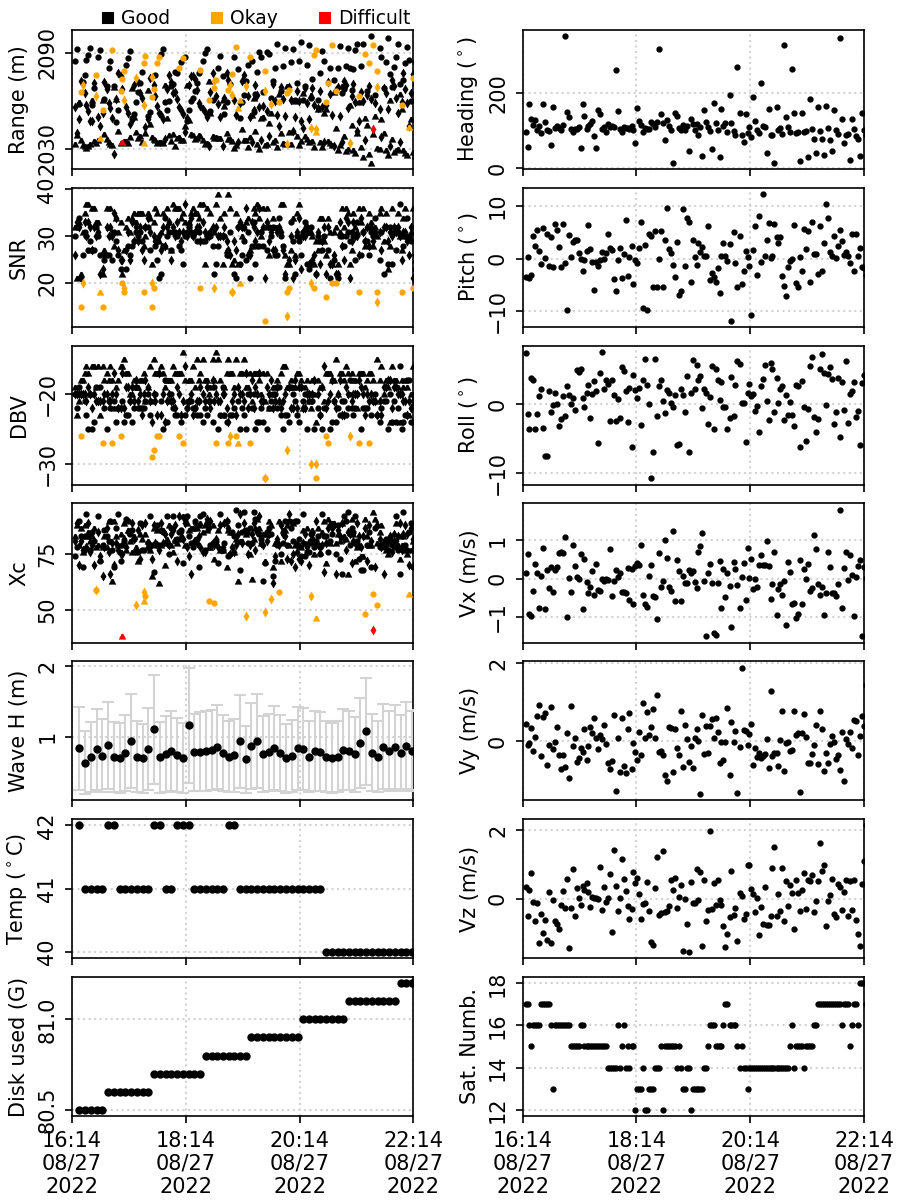 Good Okay Difficult
Range (m)
2090
2030
Heading (°)
200
0
SNR
40
30
20
Pitch (°)
10
0
−10
DBV
−20
−30
Roll (°)
0
−10
Xc
75
50
Vx (m/s)
1
0
−1
Wave H (m)
2
1
Vy (m/s)
2
0
Temp (°C)
42
41
40
Vz (m/s)
2
0
Disk used (G)
81.0
80.5
Sat. Numb.
18
16
14
12
16:14 18:14 20:14 22:14
08/27 08/27 08/27 08/27
2022 2022 2022 2022
16:14 18:14 20:14 22:14
08/27 08/27 08/27 08/27
2022 2022 2022 2022